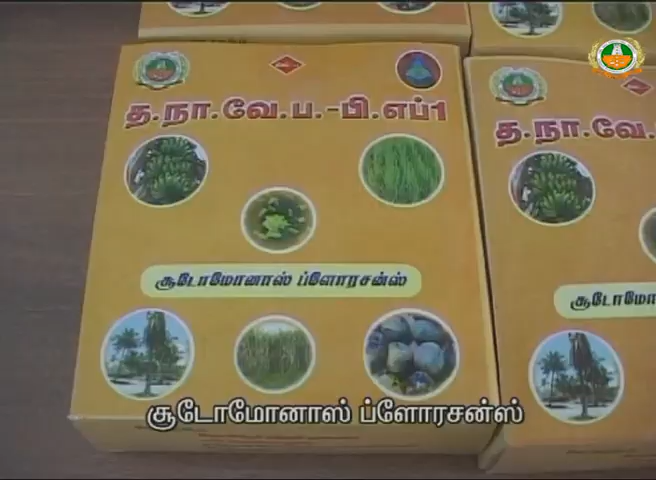 த.நா.வே.ப.-பி.எப்1
த.நா.வே.ப
சூடோமோனாஸ் ப்ளோரசன்ஸ்
சூடோமோ
சூடோமோனாஸ் ப்ளோரசன்ஸ்